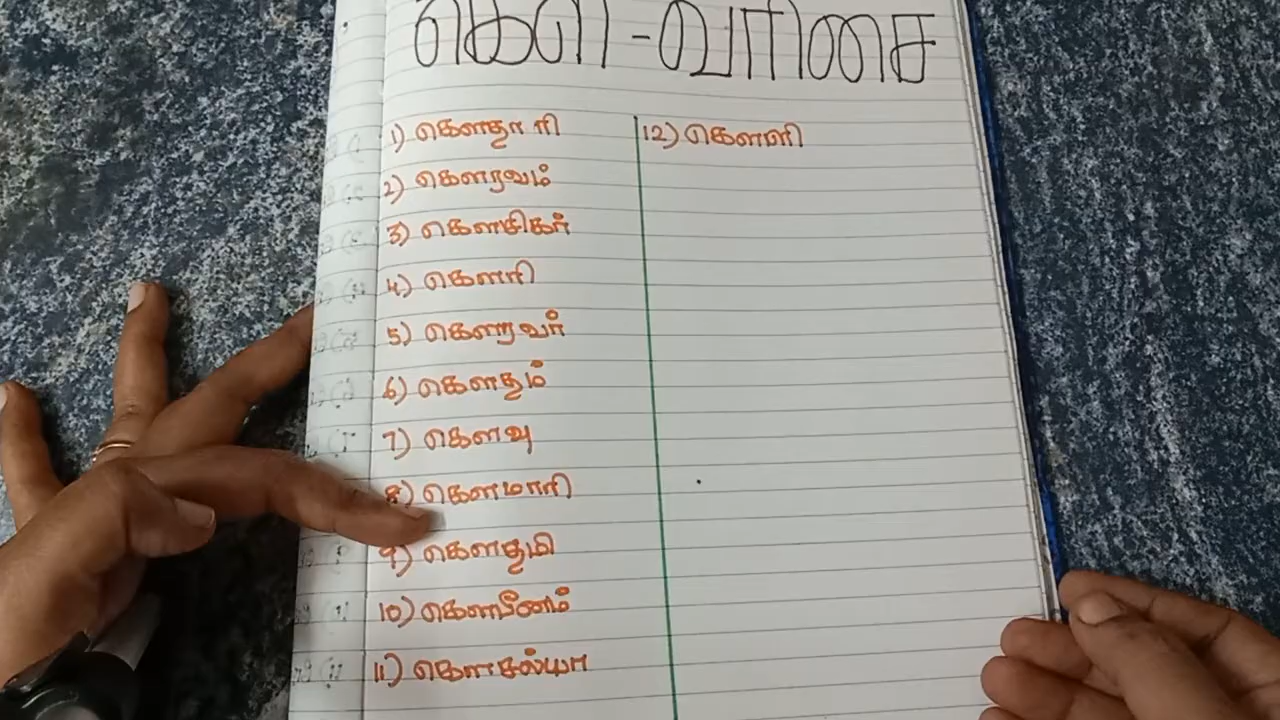 கௌ - வரிசை
1) கௌதாரி
2) கௌரவம்
3) கௌசிகர்
4) கௌரி
5) கௌரவர்
6) கௌதம்
7) கௌவு
8) கௌமாரி
9) கௌதமி
10) கௌபீனம்
11) கௌசல்யா
12) கௌளி